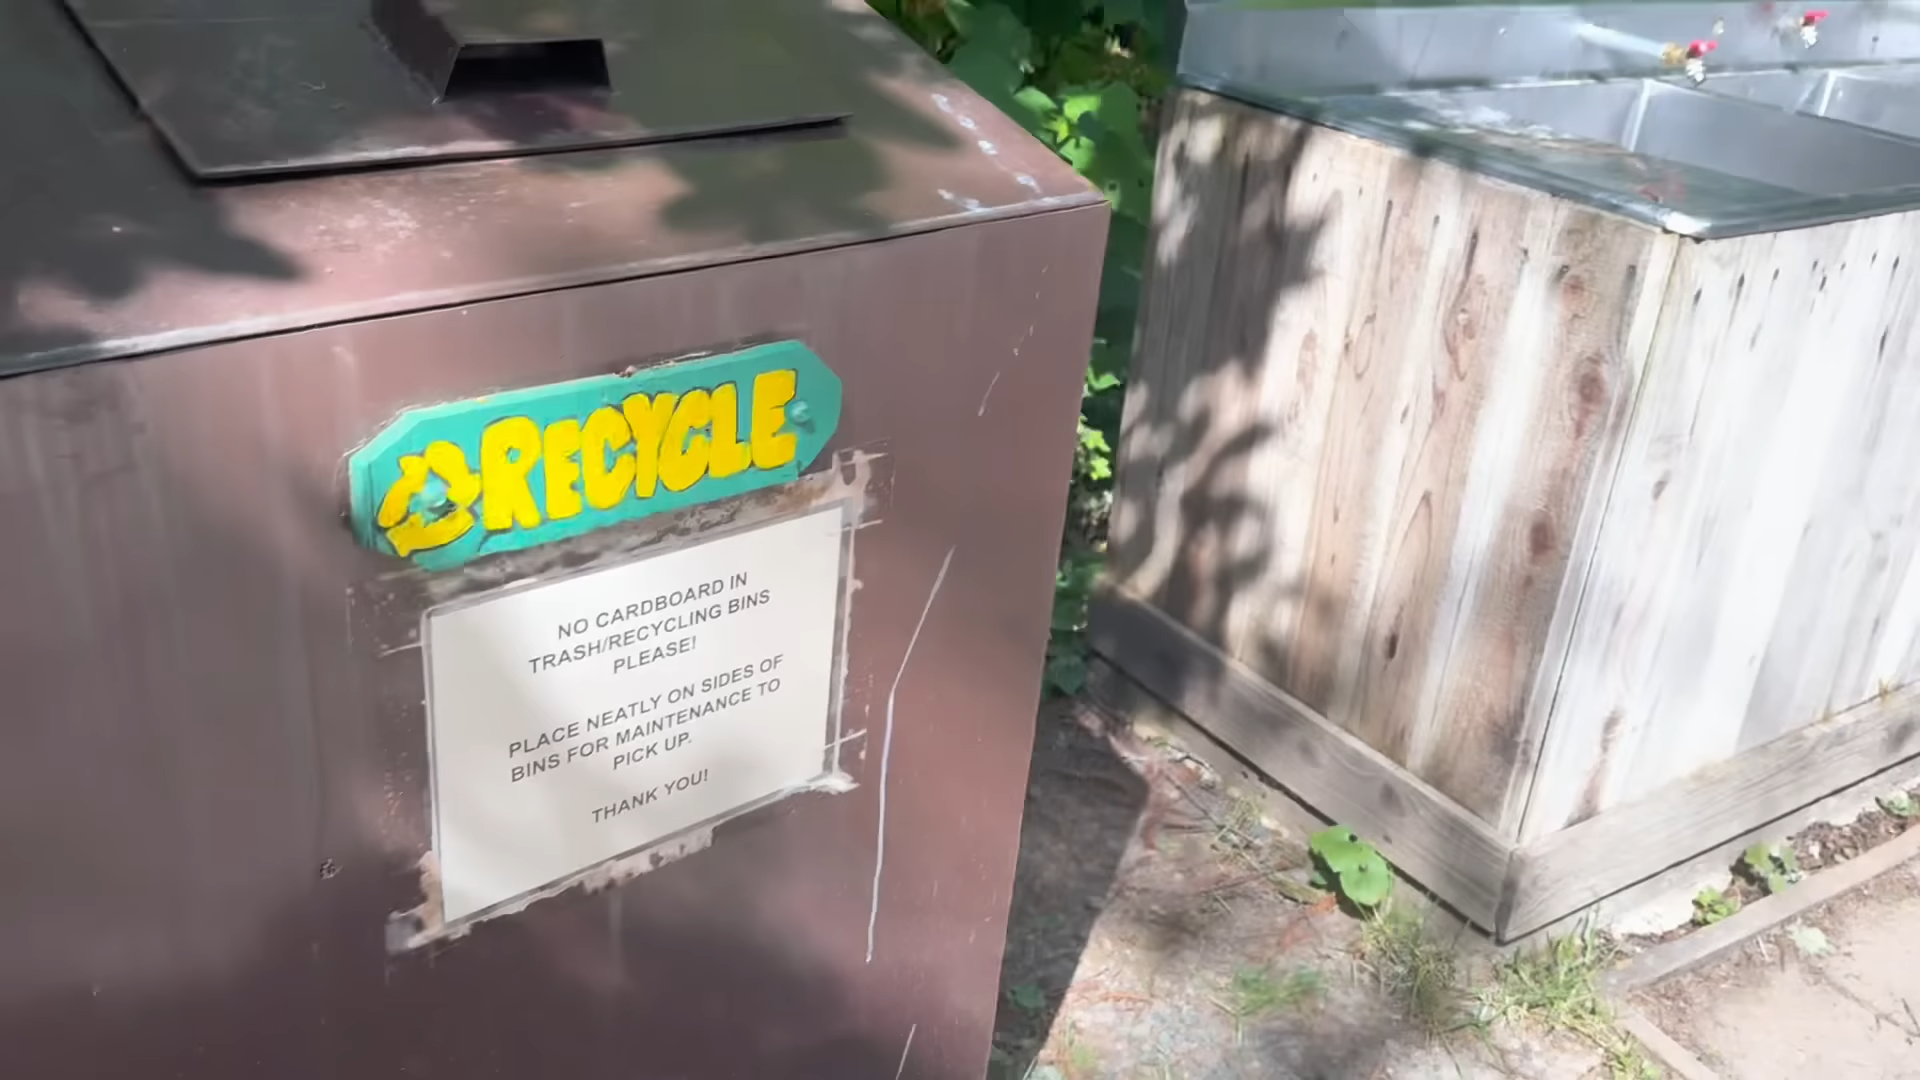 RECYCLE
NO CARDBOARD IN
TRASH/RECYCLING BINS
PLEASE!
PLACE NEATLY ON SIDES OF
BINS FOR MAINTENANCE TO
PICK UP.
THANK YOU!